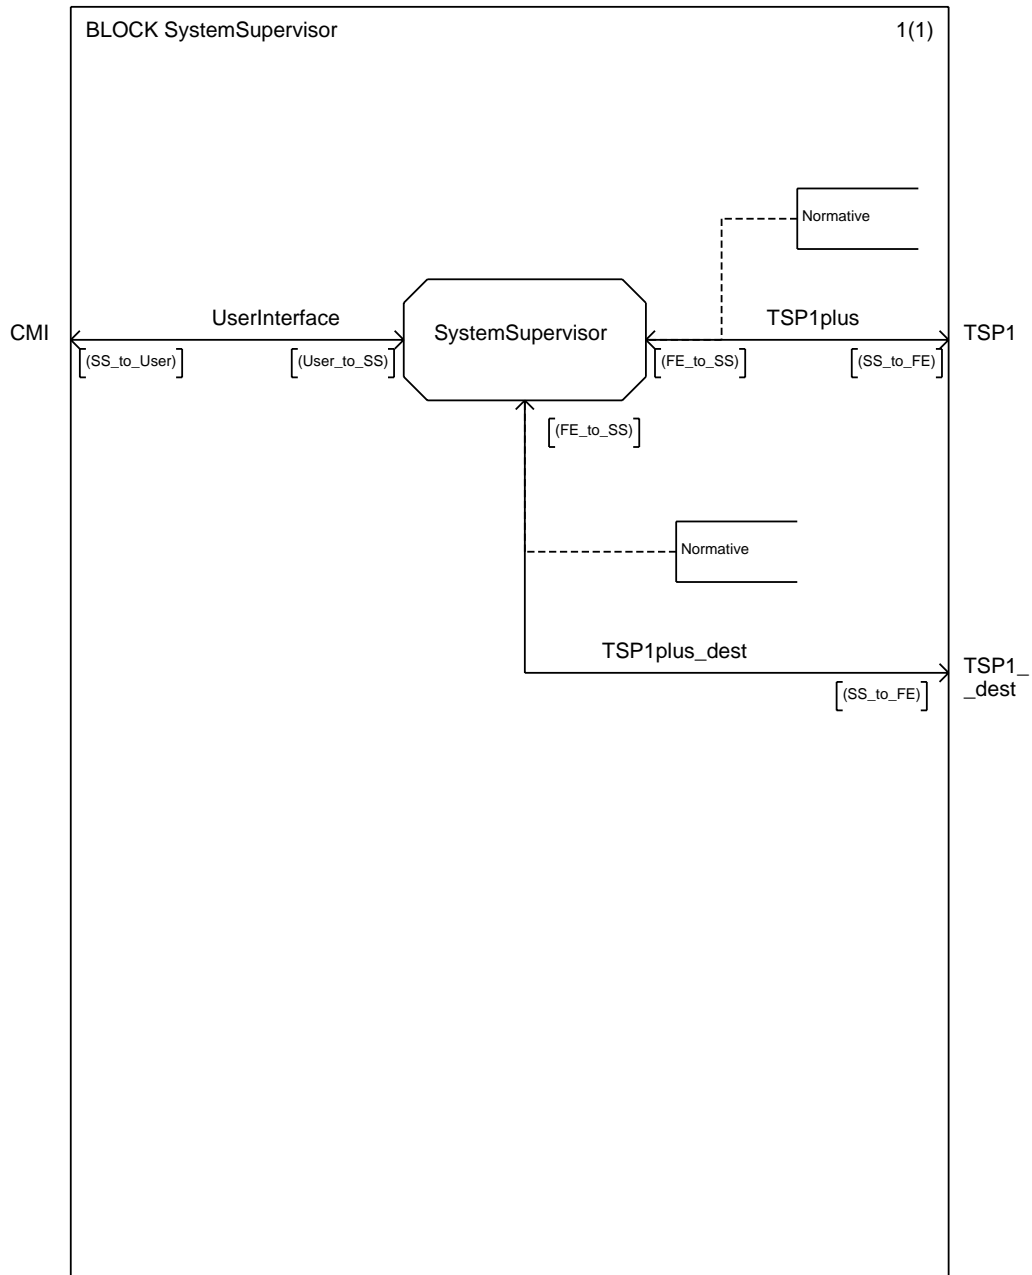 BLOCK SystemSupervisor 1(1)
Normative
UserInterface
SystemSupervisor
TSP1plus
CMI
TSP1
(SS_to_User)
(User_to_SS)
(FE_to_SS)
(SS_to_FE)
(FE_to_SS)
Normative
TSP1plus_dest
TSP1_
_dest
(SS_to_FE)